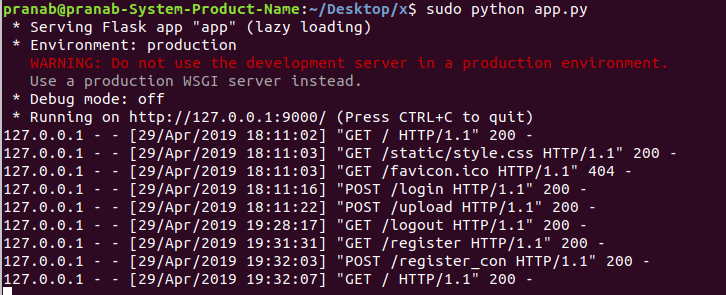 pranab@pranab-System-Product-Name:~/Desktop/x$ sudo python app.py
* Serving Flask app "app" (lazy loading)
* Environment: production
WARNING: Do not use the development server in a production environment.
Use a production WSGI server instead.
* Debug mode: off
* Running on http://127.0.0.1:9000/ (Press CTRL+C to quit)
127.0.0.1 - - [29/Apr/2019 18:11:02] "GET / HTTP/1.1" 200 -
127.0.0.1 - - [29/Apr/2019 18:11:03] "GET /static/style.css HTTP/1.1" 200 -
127.0.0.1 - - [29/Apr/2019 18:11:03] "GET /favicon.ico HTTP/1.1" 404 -
127.0.0.1 - - [29/Apr/2019 18:11:16] "POST /login HTTP/1.1" 200 -
127.0.0.1 - - [29/Apr/2019 18:11:22] "POST /upload HTTP/1.1" 200 -
127.0.0.1 - - [29/Apr/2019 19:28:17] "GET /logout HTTP/1.1" 200 -
127.0.0.1 - - [29/Apr/2019 19:31:31] "GET /register HTTP/1.1" 200 -
127.0.0.1 - - [29/Apr/2019 19:32:03] "POST /register_con HTTP/1.1" 200 -
127.0.0.1 - - [29/Apr/2019 19:32:07] "GET / HTTP/1.1" 200 -